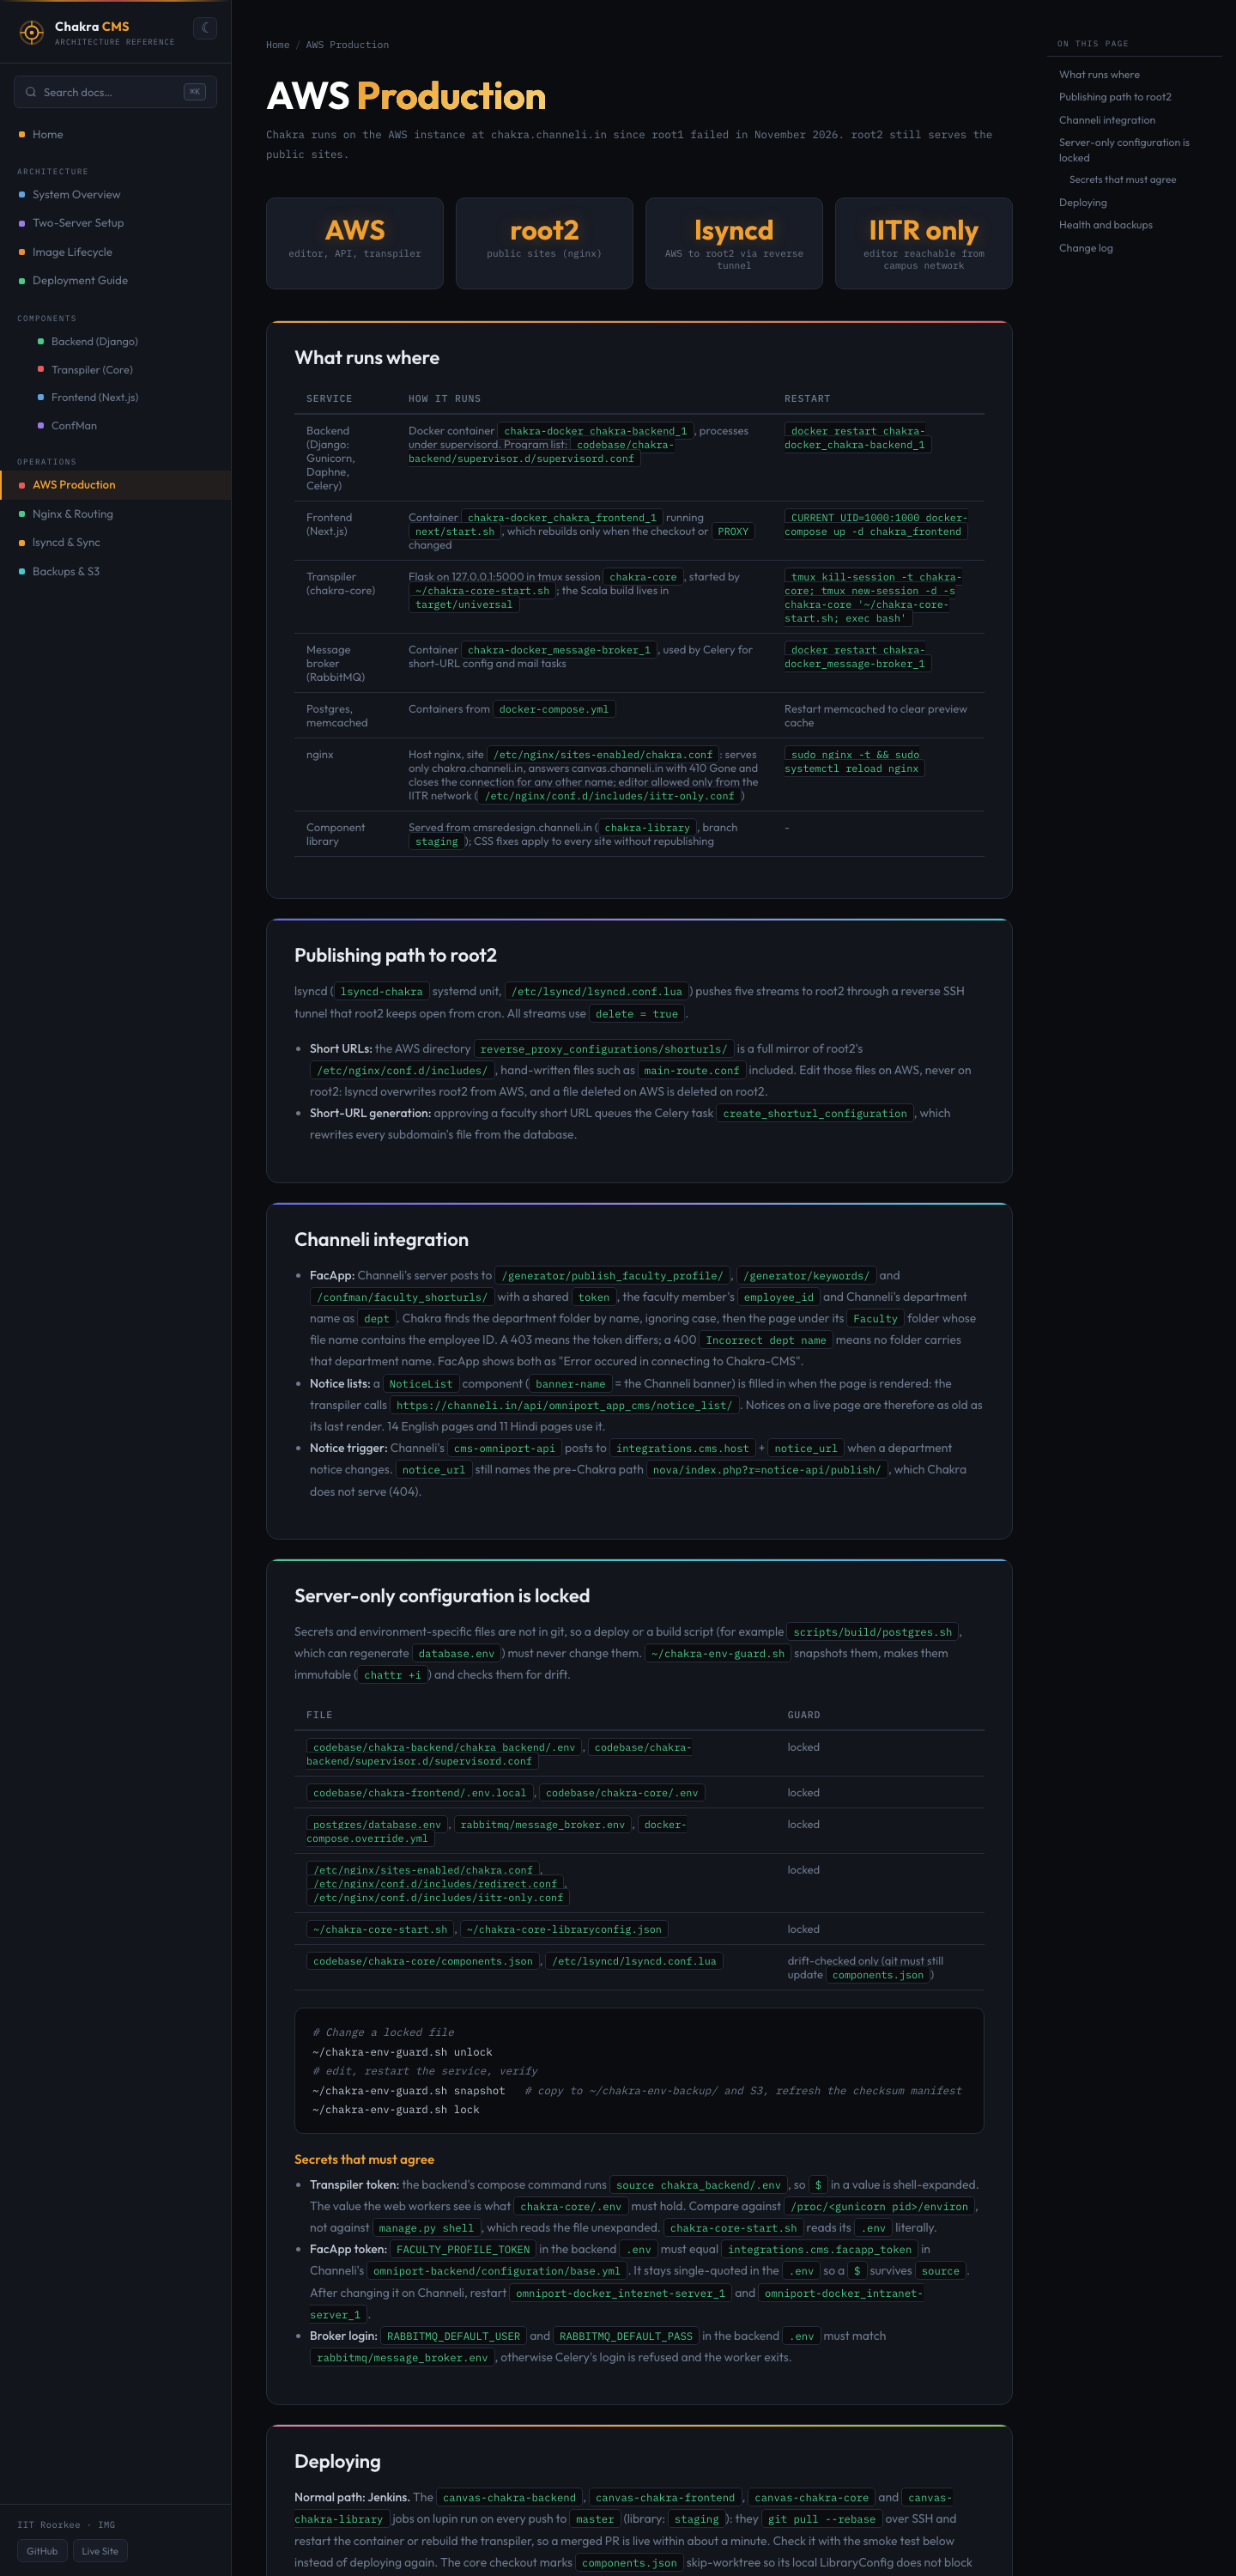 Chakra CMS
ARCHITECTURE REFERENCE
☾
Search docs...
⌘K
Home
ARCHITECTURE
System Overview
Two-Server Setup
Image Lifecycle
Deployment Guide
COMPONENTS
Backend (Django)
Transpiler (Core)
Frontend (Next.js)
ConfMan
OPERATIONS
AWS Production
Nginx & Routing
lsyncd & Sync
Backups & S3
IIT Roorkee · IMG
GitHub
Live Site
Home / AWS Production
AWS Production
Chakra runs on the AWS instance at chakra.channeli.in since root1 failed in November 2026. root2 still serves the
public sites.
AWS
editor, API, transpiler
root2
public sites (nginx)
lsyncd
AWS to root2 via reverse
tunnel
IITR only
editor reachable from
campus network
What runs where
SERVICE HOW IT RUNS RESTART
Backend
(Django:
Gunicorn,
Daphne,
Celery)
Docker container chakra-docker_chakra-backend_1 , processes
under supervisord. Program list: codebase/chakra-
backend/supervisor.d/supervisord.conf
docker restart chakra-
docker_chakra-backend_1
Frontend
(Next.js)
Container chakra-docker_chakra_frontend_1 running
next/start.sh , which rebuilds only when the checkout or PROXY
changed
CURRENT_UID=1000:1000 docker-
compose up -d chakra_frontend
Transpiler
(chakra-core)
Flask on 127.0.0.1:5000 in tmux session chakra-core , started by
~/chakra-core-start.sh ; the Scala build lives in
target/universal
tmux kill-session -t chakra-
core; tmux new-session -d -s
chakra-core '~/chakra-core-
start.sh; exec bash'
Message
broker
(RabbitMQ)
Container chakra-docker_message-broker_1 , used by Celery for
short-URL config and mail tasks
docker restart chakra-
docker_message-broker_1
Postgres,
memcached
Containers from docker-compose.yml
Restart memcached to clear preview
cache
nginx
Host nginx, site /etc/nginx/sites-enabled/chakra.conf : serves
only chakra.channeli.in, answers canvas.channeli.in with 410 Gone and
closes the connection for any other name; editor allowed only from the
IITR network ( /etc/nginx/conf.d/includes/iitr-only.conf )
sudo nginx -t && sudo
systemctl reload nginx
Component
library
Served from cmsredesign.channeli.in ( chakra-library , branch
staging ); CSS fixes apply to every site without republishing
-
Publishing path to root2
lsyncd ( lsyncd-chakra systemd unit, /etc/lsyncd/lsyncd.conf.lua ) pushes five streams to root2 through a reverse SSH
tunnel that root2 keeps open from cron. All streams use delete = true .
• Short URLs: the AWS directory reverse_proxy_configurations/shorturls/ is a full mirror of root2's
/etc/nginx/conf.d/includes/ , hand-written files such as main-route.conf included. Edit those files on AWS, never on
root2: lsyncd overwrites root2 from AWS, and a file deleted on AWS is deleted on root2.
• Short-URL generation: approving a faculty short URL queues the Celery task create_shorturl_configuration , which
rewrites every subdomain's file from the database.
Channeli integration
• FacApp: Channeli's server posts to /generator/publish_faculty_profile/ , /generator/keywords/ and
/confman/faculty_shorturls/ with a shared token , the faculty member's employee_id and Channeli's department
name as dept . Chakra finds the department folder by name, ignoring case, then the page under its Faculty folder whose
file name contains the employee ID. A 403 means the token differs; a 400 Incorrect dept name means no folder carries
that department name. FacApp shows both as "Error occured in connecting to Chakra-CMS".
• Notice lists: a NoticeList component ( banner-name = the Channeli banner) is filled in when the page is rendered: the
transpiler calls https://channeli.in/api/omniport_app_cms/notice_list/ . Notices on a live page are therefore as old as
its last render. 14 English pages and 11 Hindi pages use it.
• Notice trigger: Channeli's cms-omniport-api posts to integrations.cms.host + notice_url when a department
notice changes. notice_url still names the pre-Chakra path nova/index.php?r=notice-api/publish/ , which Chakra
does not serve (404).
Server-only configuration is locked
Secrets and environment-specific files are not in git, so a deploy or a build script (for example scripts/build/postgres.sh ,
which can regenerate database.env ) must never change them. ~/chakra-env-guard.sh snapshots them, makes them
immutable ( chattr +i ) and checks them for drift.
FILE GUARD
codebase/chakra-backend/chakra_backend/.env , codebase/chakra-
backend/supervisor.d/supervisord.conf
locked
codebase/chakra-frontend/.env.local , codebase/chakra-core/.env
locked
postgres/database.env , rabbitmq/message_broker.env , docker-
compose.override.yml
locked
/etc/nginx/sites-enabled/chakra.conf ,
/etc/nginx/conf.d/includes/redirect.conf ,
/etc/nginx/conf.d/includes/iitr-only.conf
locked
~/chakra-core-start.sh , ~/chakra-core-libraryconfig.json
locked
codebase/chakra-core/components.json , /etc/lsyncd/lsyncd.conf.lua
drift-checked only (git must still
update components.json )
# Change a locked file
~/chakra-env-guard.sh unlock
# edit, restart the service, verify
~/chakra-env-guard.sh snapshot # copy to ~/chakra-env-backup/ and S3, refresh the checksum manifest
~/chakra-env-guard.sh lock
Secrets that must agree
• Transpiler token: the backend's compose command runs source chakra_backend/.env , so $ in a value is shell-expanded.
The value the web workers see is what chakra-core/.env must hold. Compare against /proc/<gunicorn pid>/environ ,
not against manage.py shell , which reads the file unexpanded. chakra-core-start.sh reads its .env literally.
• FacApp token: FACULTY_PROFILE_TOKEN in the backend .env must equal integrations.cms.facapp_token in
Channeli's omniport-backend/configuration/base.yml . It stays single-quoted in the .env so a $ survives source .
After changing it on Channeli, restart omniport-docker_internet-server_1 and omniport-docker_intranet-
server_1 .
• Broker login: RABBITMQ_DEFAULT_USER and RABBITMQ_DEFAULT_PASS in the backend .env must match
rabbitmq/message_broker.env , otherwise Celery's login is refused and the worker exits.
Deploying
Normal path: Jenkins. The canvas-chakra-backend , canvas-chakra-frontend , canvas-chakra-core and canvas-
chakra-library jobs on lupin run on every push to master (library: staging ): they git pull --rebase over SSH and
restart the container or rebuild the transpiler, so a merged PR is live within about a minute. Check it with the smoke test below
instead of deploying again. The core checkout marks components.json skip-worktree so its local LibraryConfig does not block
ON THIS PAGE
What runs where
Publishing path to root2
Channeli integration
Server-only configuration is
locked
Secrets that must agree
Deploying
Health and backups
Change log